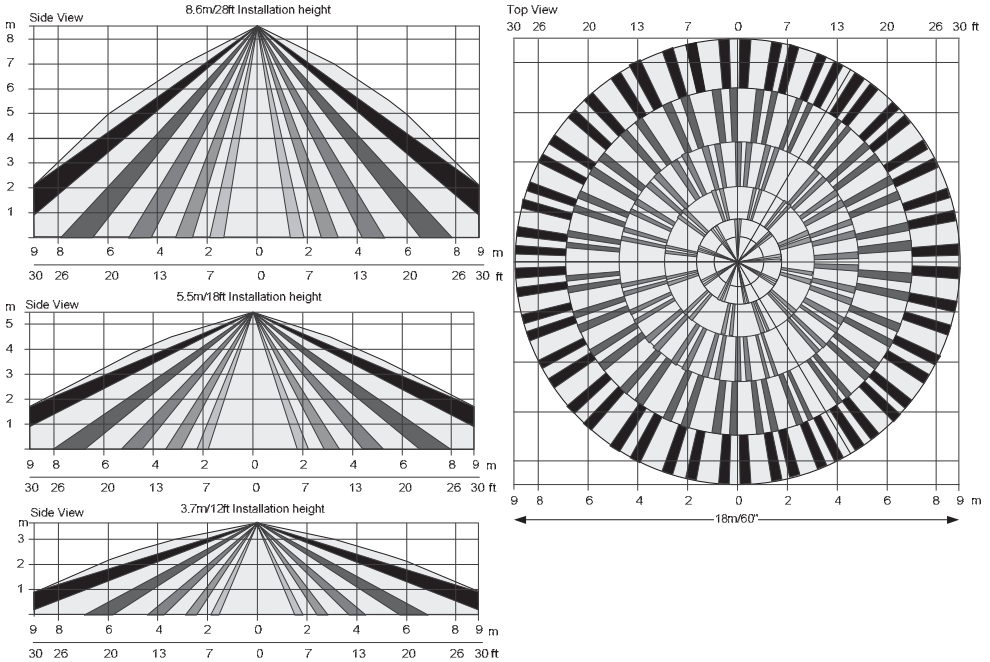 8.6m/28ft Installation height
Side View
m
8
7
6
5
4
3
2
1
9 8 6 4 2 0 2 4 6 8 9 m
30 26 20 13 7 0 7 13 20 26 30 ft
5.5m/18ft Installation height
Side View
m
5
4
3
2
1
9 8 6 4 2 0 2 4 6 8 9 m
30 26 20 13 7 0 7 13 20 26 30 ft
3.7m/12ft Installation height
Side View
m
3
2
1
9 8 6 4 2 0 2 4 6 8 9 m
30 26 20 13 7 0 7 13 20 26 30 ft
Top View
30 26 20 13 7 0 7 13 20 26 30 ft
9 8 6 4 2 0 2 4 6 8 9 m
18m/60"